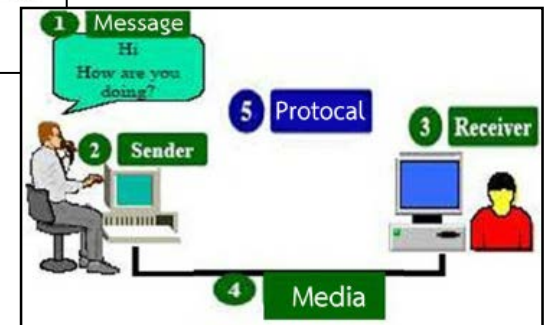 1 Message
Hi
How are you
doing?
5 Protocal
3 Receiver
2 Sender
4 Media